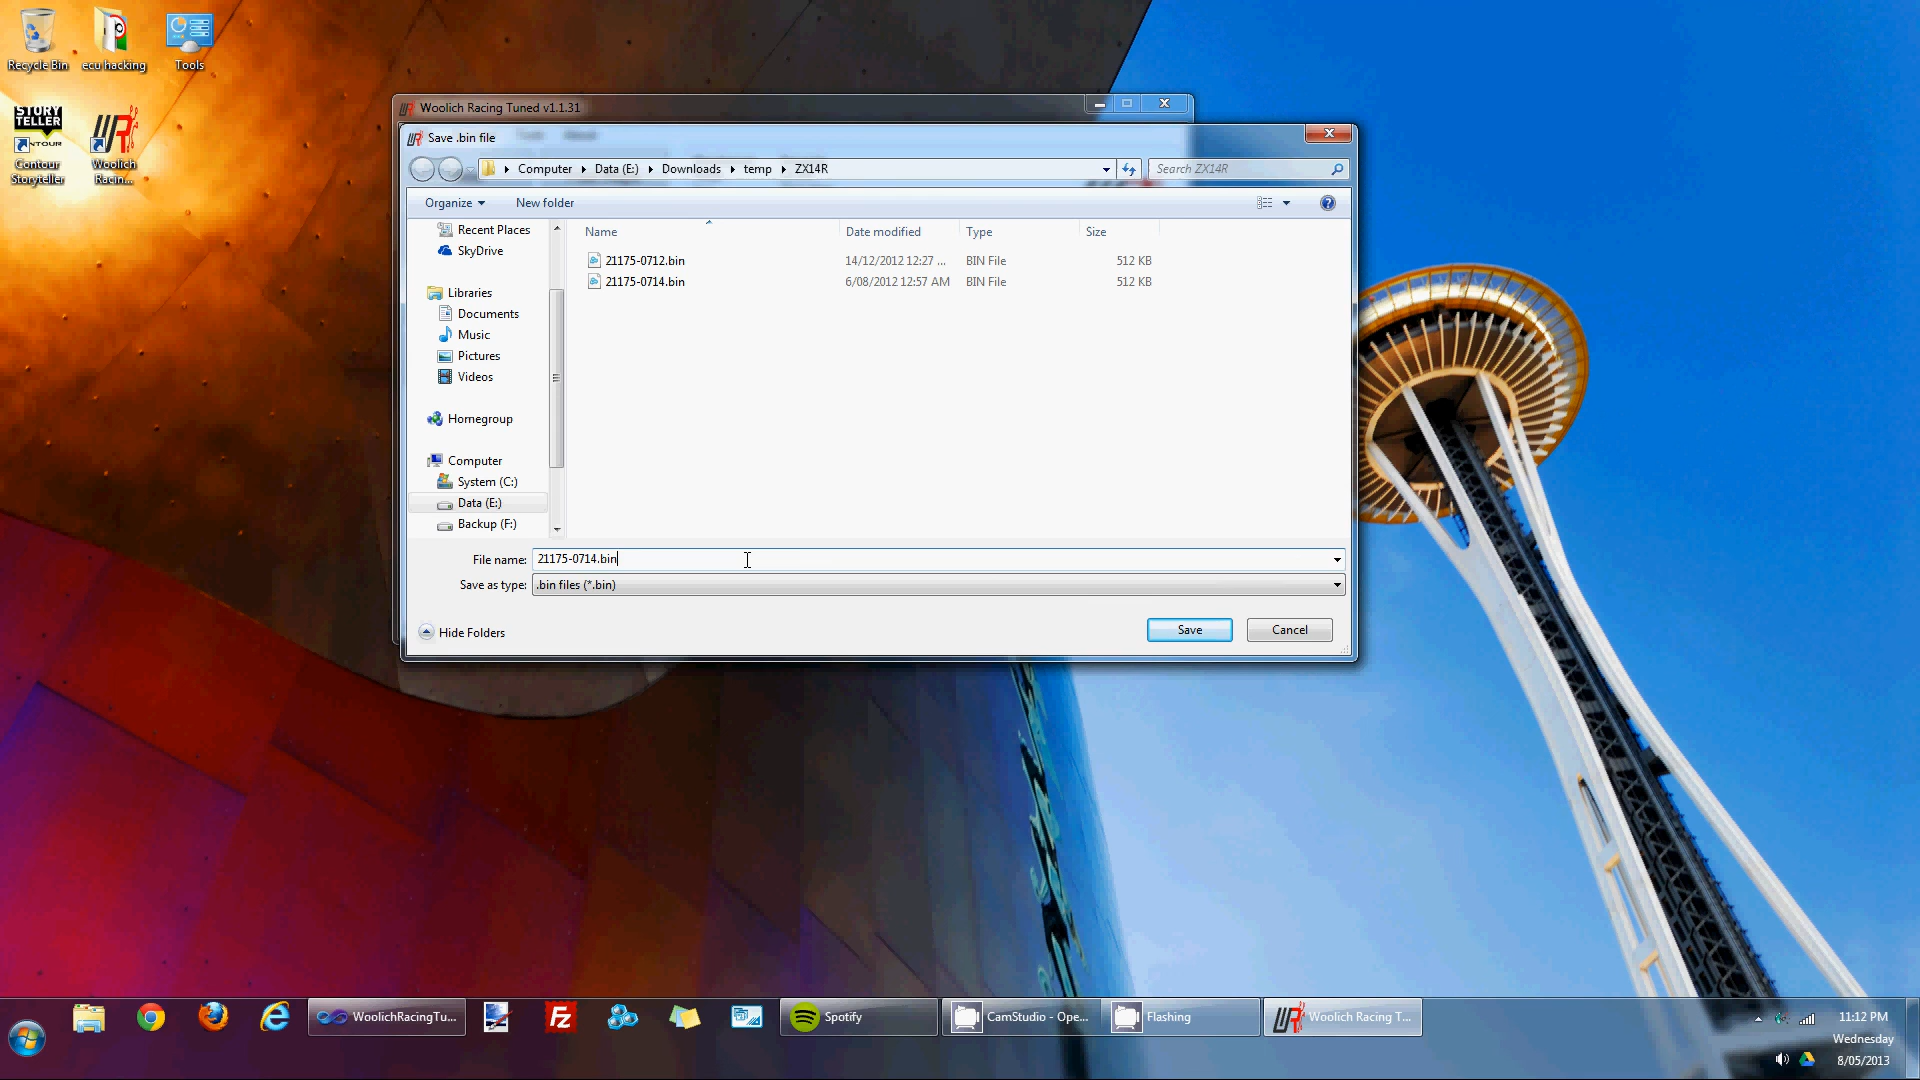 Recycle Bin
ecu hacking
Tools
STORY
TELLER
Contour
Storyteller
Woolich
Racin...
Woolich Racing Tuned v1.1.31
Save .bin file
Computer
Data (E:)
Downloads
temp
ZX14R
Search ZX14R
Organize
New folder
Name
Date modified
Type
Size
21175-0712.bin
14/12/2012 12:27 ...
BIN File
512 KB
21175-0714.bin
6/08/2012 12:57 AM
BIN File
512 KB
Recent Places
SkyDrive
Libraries
Documents
Music
Pictures
Videos
Homegroup
Computer
System (C:)
Data (E:)
Backup (F:)
File name:
21175-0714.bin
Save as type:
.bin files (*.bin)
Hide Folders
Save
Cancel
WoolichRacingTu...
Fz
Spotify
CamStudio - Ope...
Flashing
Woolich Racing T...
11:12 PM
Wednesday
8/05/2013